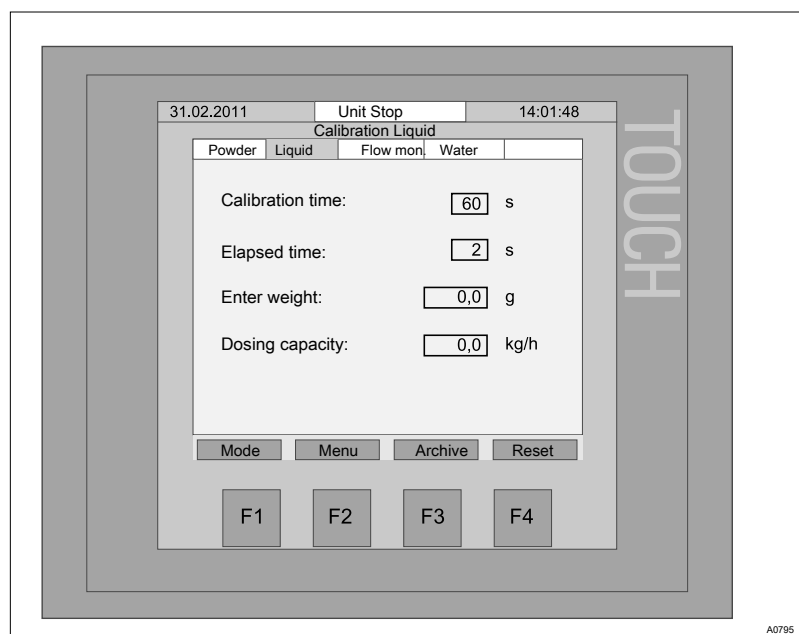 31.02.2011 Unit Stop 14:01:48
Calibration Liquid
Powder Liquid Flow mon. Water
Calibration time: 60 s
Elapsed time: 2 s
Enter weight: 0,0 g
Dosing capacity: 0,0 kg/h
Mode Menu Archive Reset
F1 F2 F3 F4
TOUCH
A0795